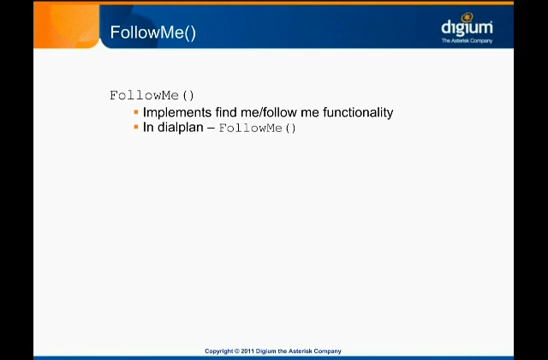 FollowMe()
digium
The Asterisk Company
FollowMe()
Implements find me/follow me functionality
In dialplan – FollowMe()
Copyright © 2011 Digium the Asterisk Company